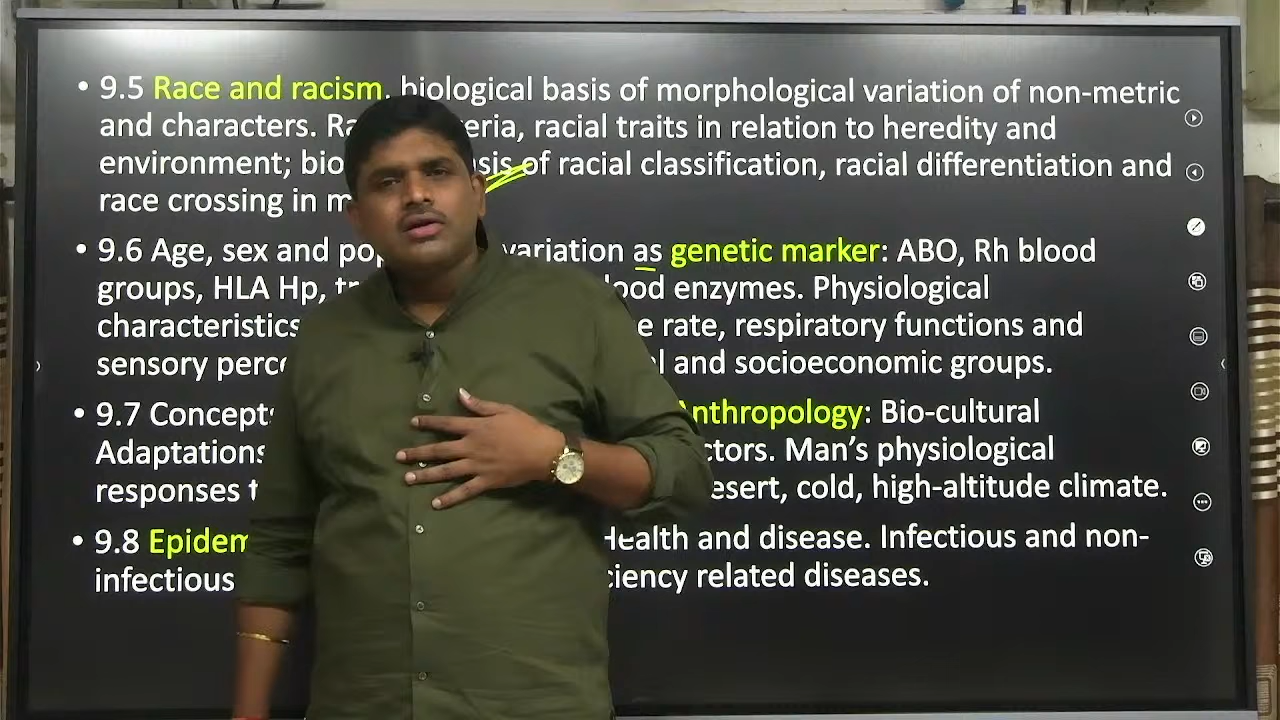 • 9.5 Race and racism, biological basis of morphological variation of non-metric
and characters. Ra eria, racial traits in relation to heredity and
environment; bio asis of racial classification, racial differentiation and
race crossing in m
• 9.6 Age, sex and pop variation as genetic marker: ABO, Rh blood
groups, HLA Hp, tr lood enzymes. Physiological
characteristics e rate, respiratory functions and
sensory perce l and socioeconomic groups.
• 9.7 Concepts Anthropology: Bio-cultural
Adaptations ctors. Man's physiological
responses t esert, cold, high-altitude climate.
• 9.8 Epidem Health and disease. Infectious and non-
infectious ciency related diseases.